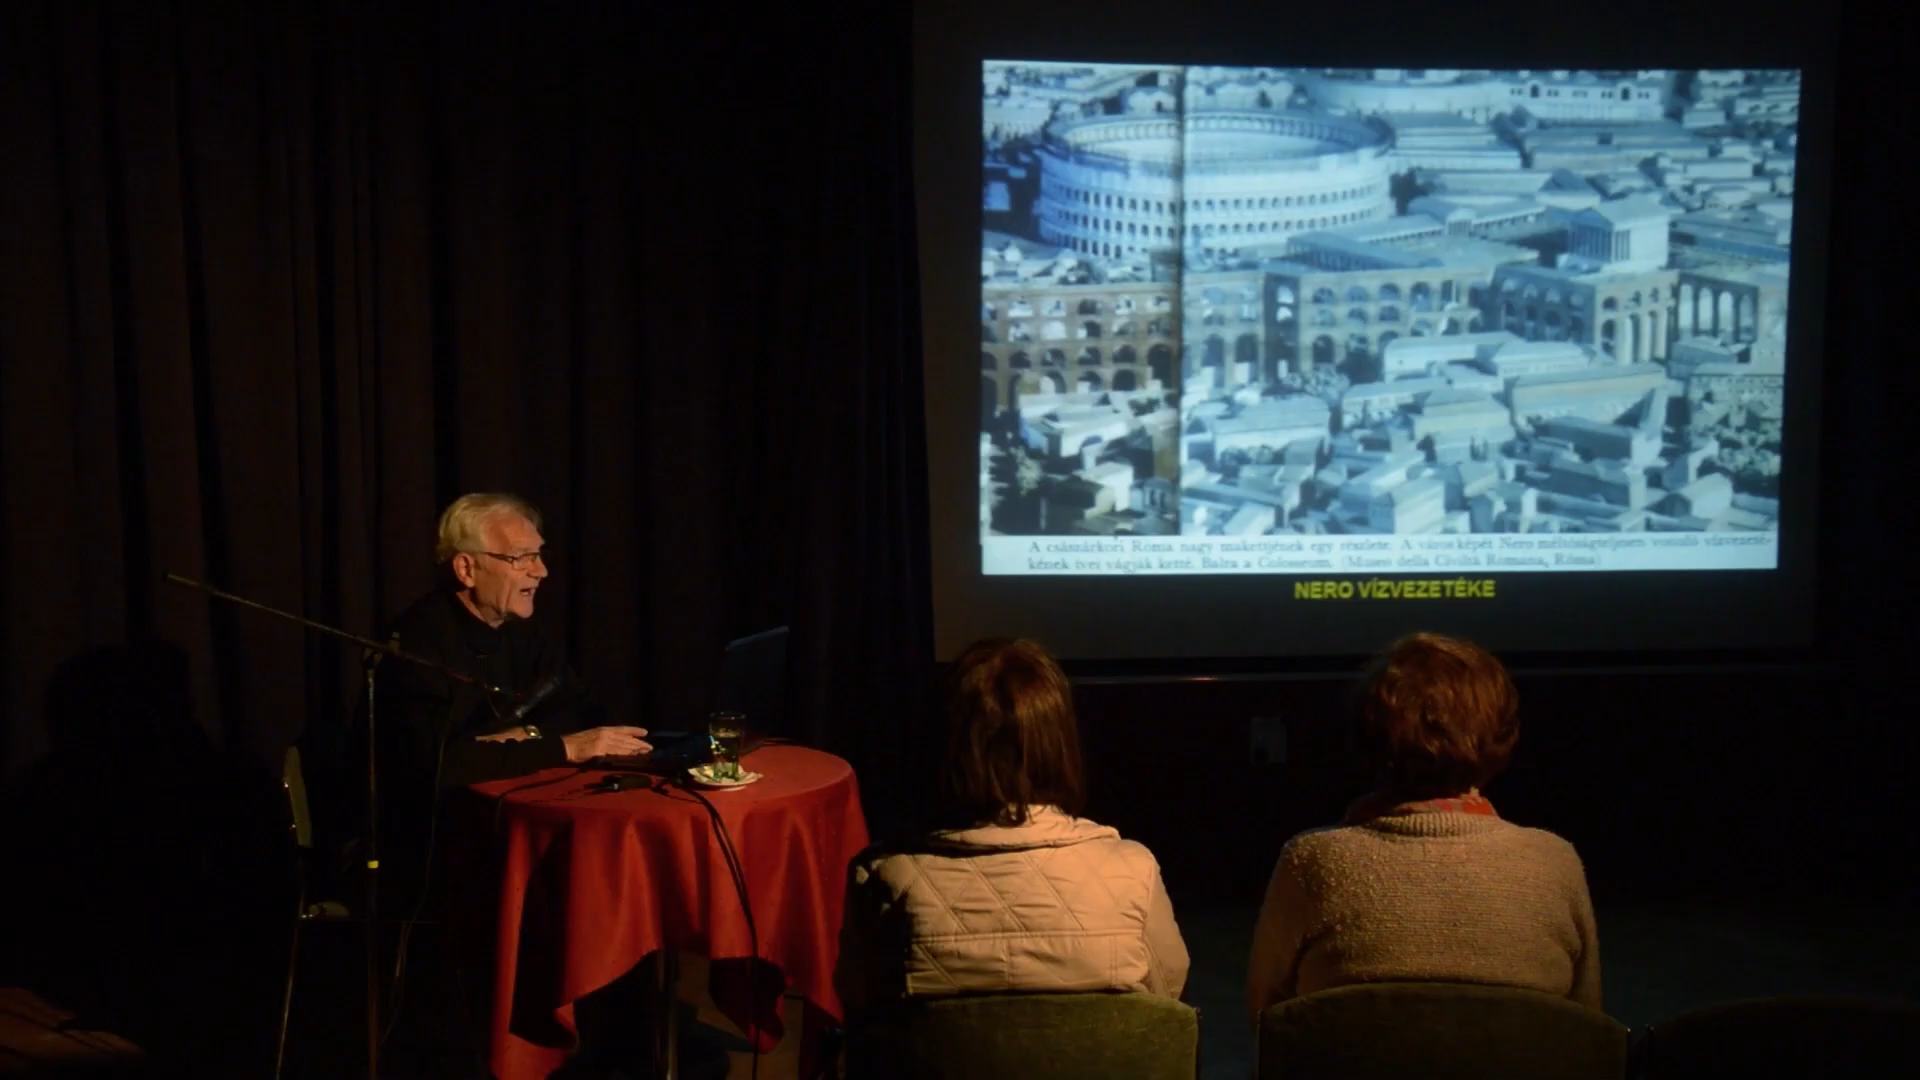 A császárkori Róma nagy makettjének egy részlete. A városképet Nero méltóságteljesen vonuló vízvezeté-
kének ívei vágják ketté. Balra a Colosseum. (Museo della Civiltà Romana, Róma)
NERO VÍZVEZETÉKE